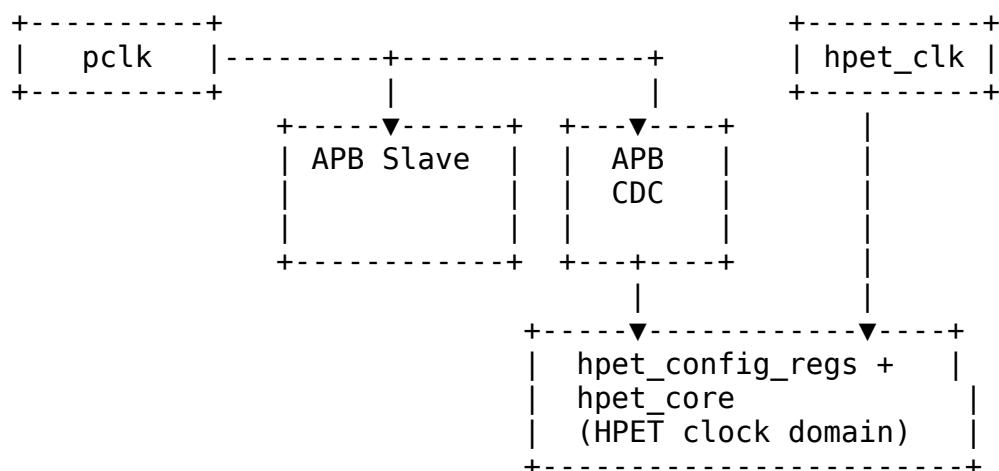 pclk
hpet_clk
APB Slave
APB
CDC
hpet_config_regs +
hpet_core
(HPET clock domain)